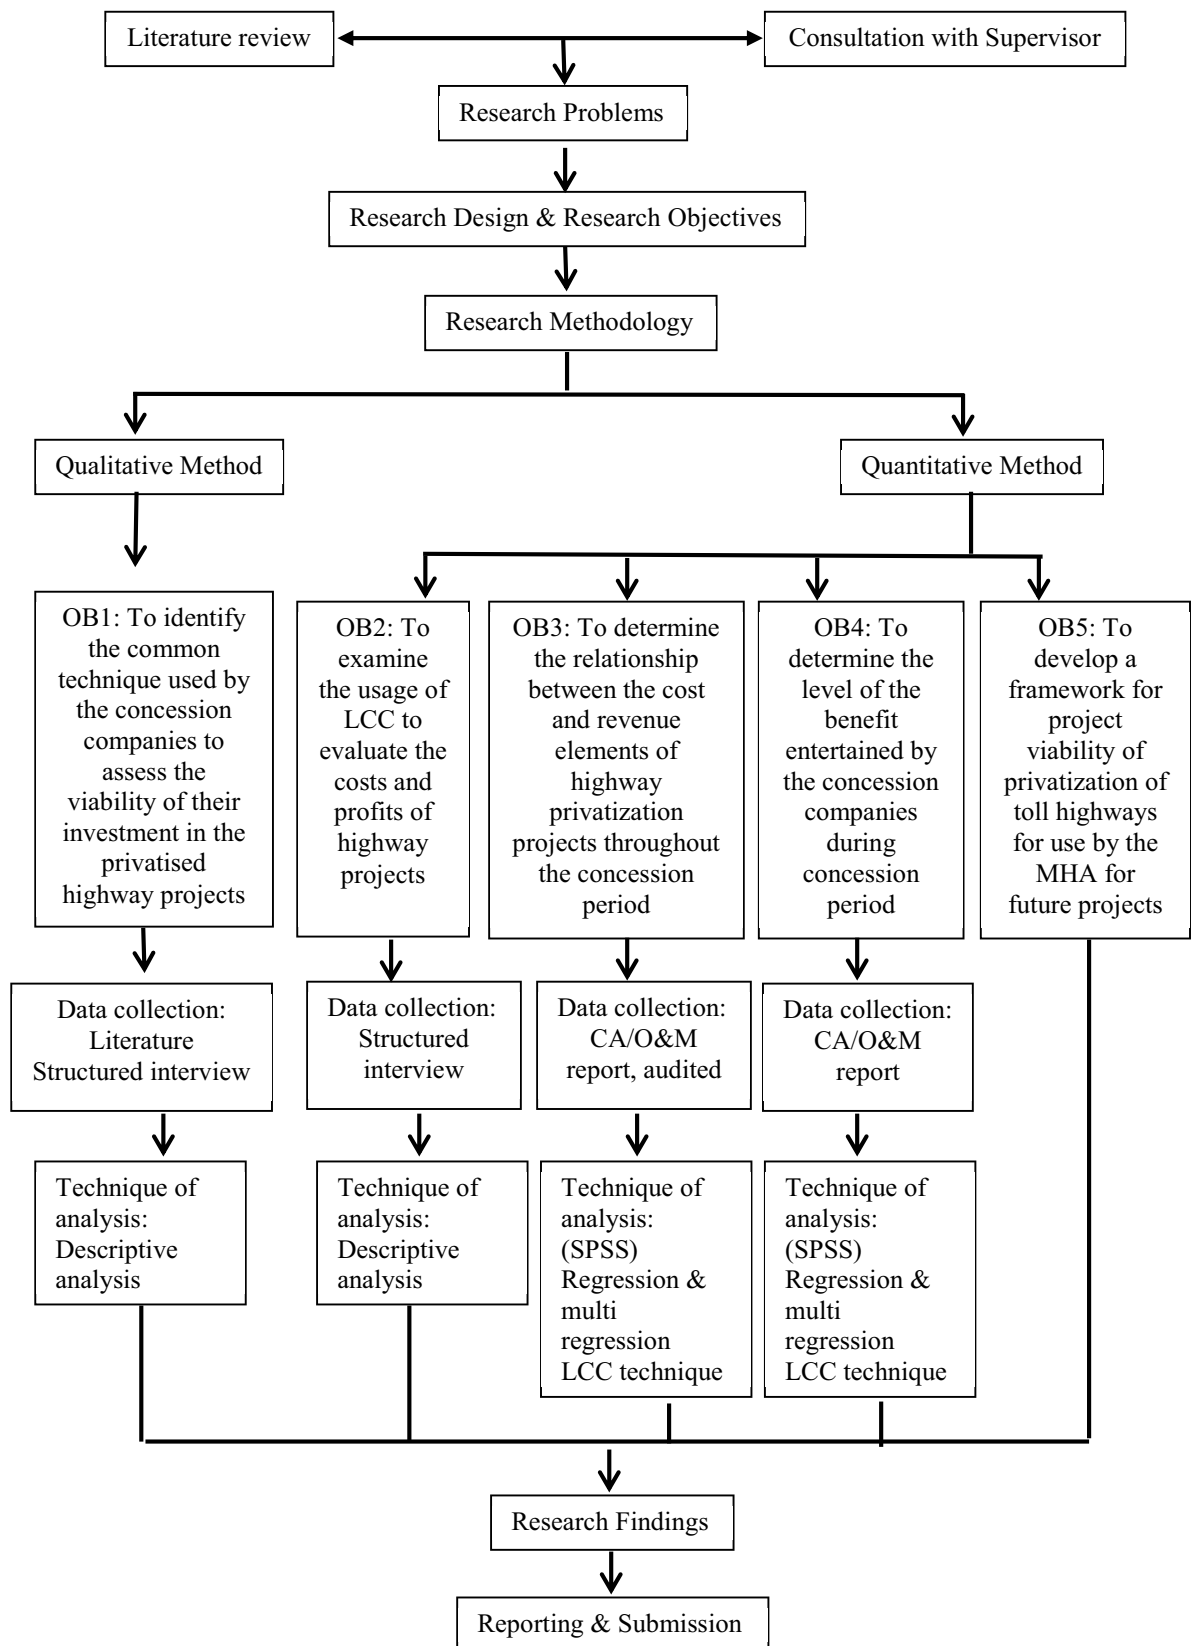 Literature review
Consultation with Supervisor
Research Problems
Research Design & Research Objectives
Research Methodology
Qualitative Method
Quantitative Method
OB1: To identify
the common
technique used by
the concession
companies to
assess the
viability of their
investment in the
privatised
highway projects
OB2: To
examine
the usage of
LCC to
evaluate the
costs and
profits of
highway
projects
OB3: To determine
the relationship
between the cost
and revenue
elements of
highway
privatization
projects throughout
the concession
period
OB4: To
determine the
level of the
benefit
entertained by
the concession
companies
during
concession
period
OB5: To
develop a
framework for
project
viability of
privatization of
toll highways
for use by the
MHA for
future projects
Data collection:
Literature
Structured interview
Data collection:
Structured
interview
Data collection:
CA/O&M
report, audited
Data collection:
CA/O&M
report
Technique of
analysis:
Descriptive
analysis
Technique of
analysis:
Descriptive
analysis
Technique of
analysis:
(SPSS)
Regression &
multi
regression
LCC technique
Technique of
analysis:
(SPSS)
Regression &
multi
regression
LCC technique
Research Findings
Reporting & Submission